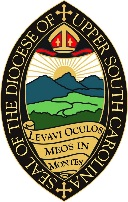 SEAL OF THE DIOCESE OF UPPER SOUTH CAROLINA
LEVAVI OCULOS
MEOS IN
MONTES